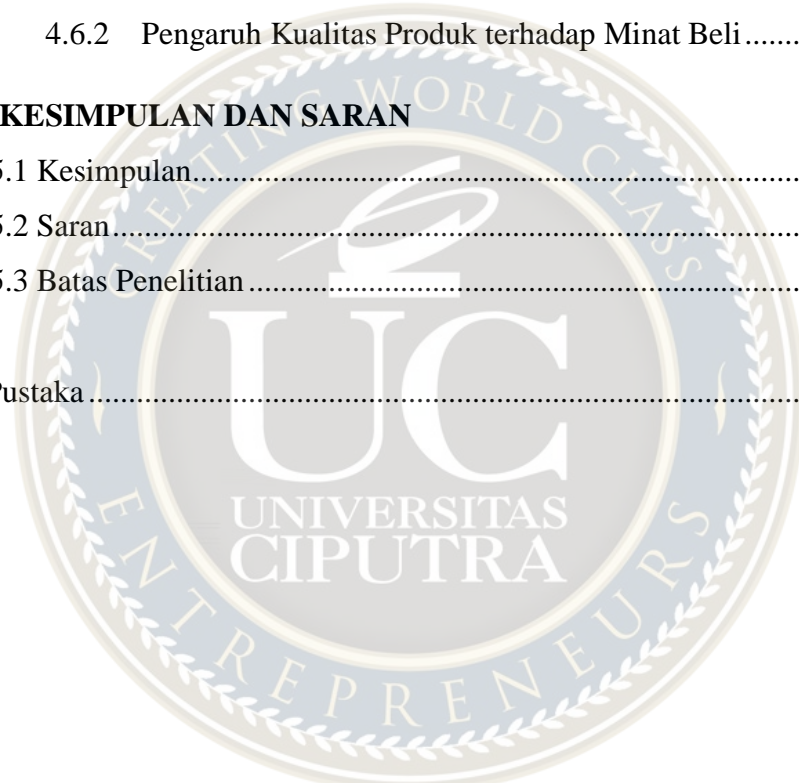 4.6.2 Pengaruh Kualitas Produk terhadap Minat Beli.......
KESIMPULAN DAN SARAN
5.1 Kesimpulan...........................................................................
5.2 Saran.....................................................................................
5.3 Batas Penelitian.....................................................................
Pustaka........................................................................................
CREATING WORLD CLASS
UC
UNIVERSITAS
CIPUTRA
ENTREPRENEURS